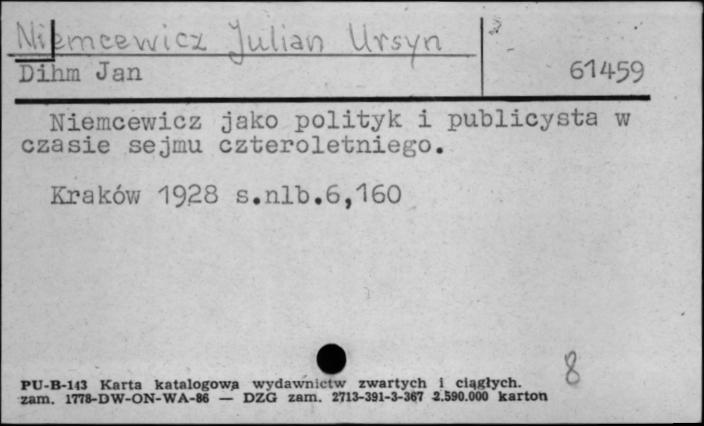 Niemcewicz Julian Ursyn
Dihm Jan
61459
Niemcewicz jako polityk i publicysta w
czasie sejmu czteroletniego.
Kraków 1928 s.nlb.6,160
8
PU-B-143 Karta katalogowa wydawnictw zwartych i ciągłych.
zam. 1778-DW-ON-WA-86 — DZG zam. 2713-391-3-367 2.590.000 karton